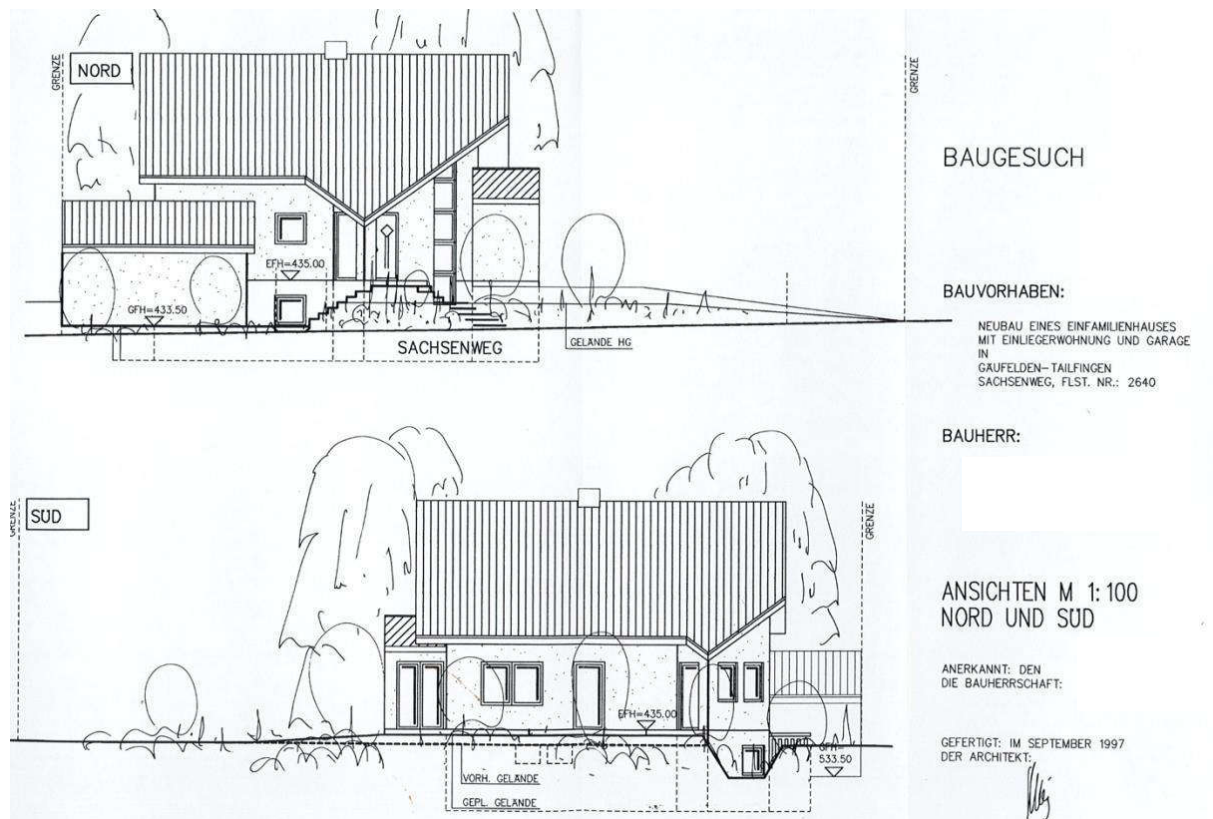 GRENZE
NORD
GRENZE
EFH=435.00
GFH=433.50
SACHSENWEG
GELÄNDE HG
BAUGESUCH
BAUVORHABEN:
NEUBAU EINES EINFAMILIENHAUSES
MIT EINLIEGERWOHNUNG UND GARAGE
IN
GÄUFELDEN-TAILFINGEN
SACHSENWEG, FLST. NR.: 2640
BAUHERR:
GRENZE
SÜD
GRENZE
EFH=435.00
GFH=
533.50
VORH. GELÄNDE
GEPL. GELÄNDE
ANSICHTEN M 1:100
NORD UND SÜD
ANERKANNT: DEN
DIE BAUHERRSCHAFT:
GEFERTIGT: IM SEPTEMBER 1997
DER ARCHITEKT: